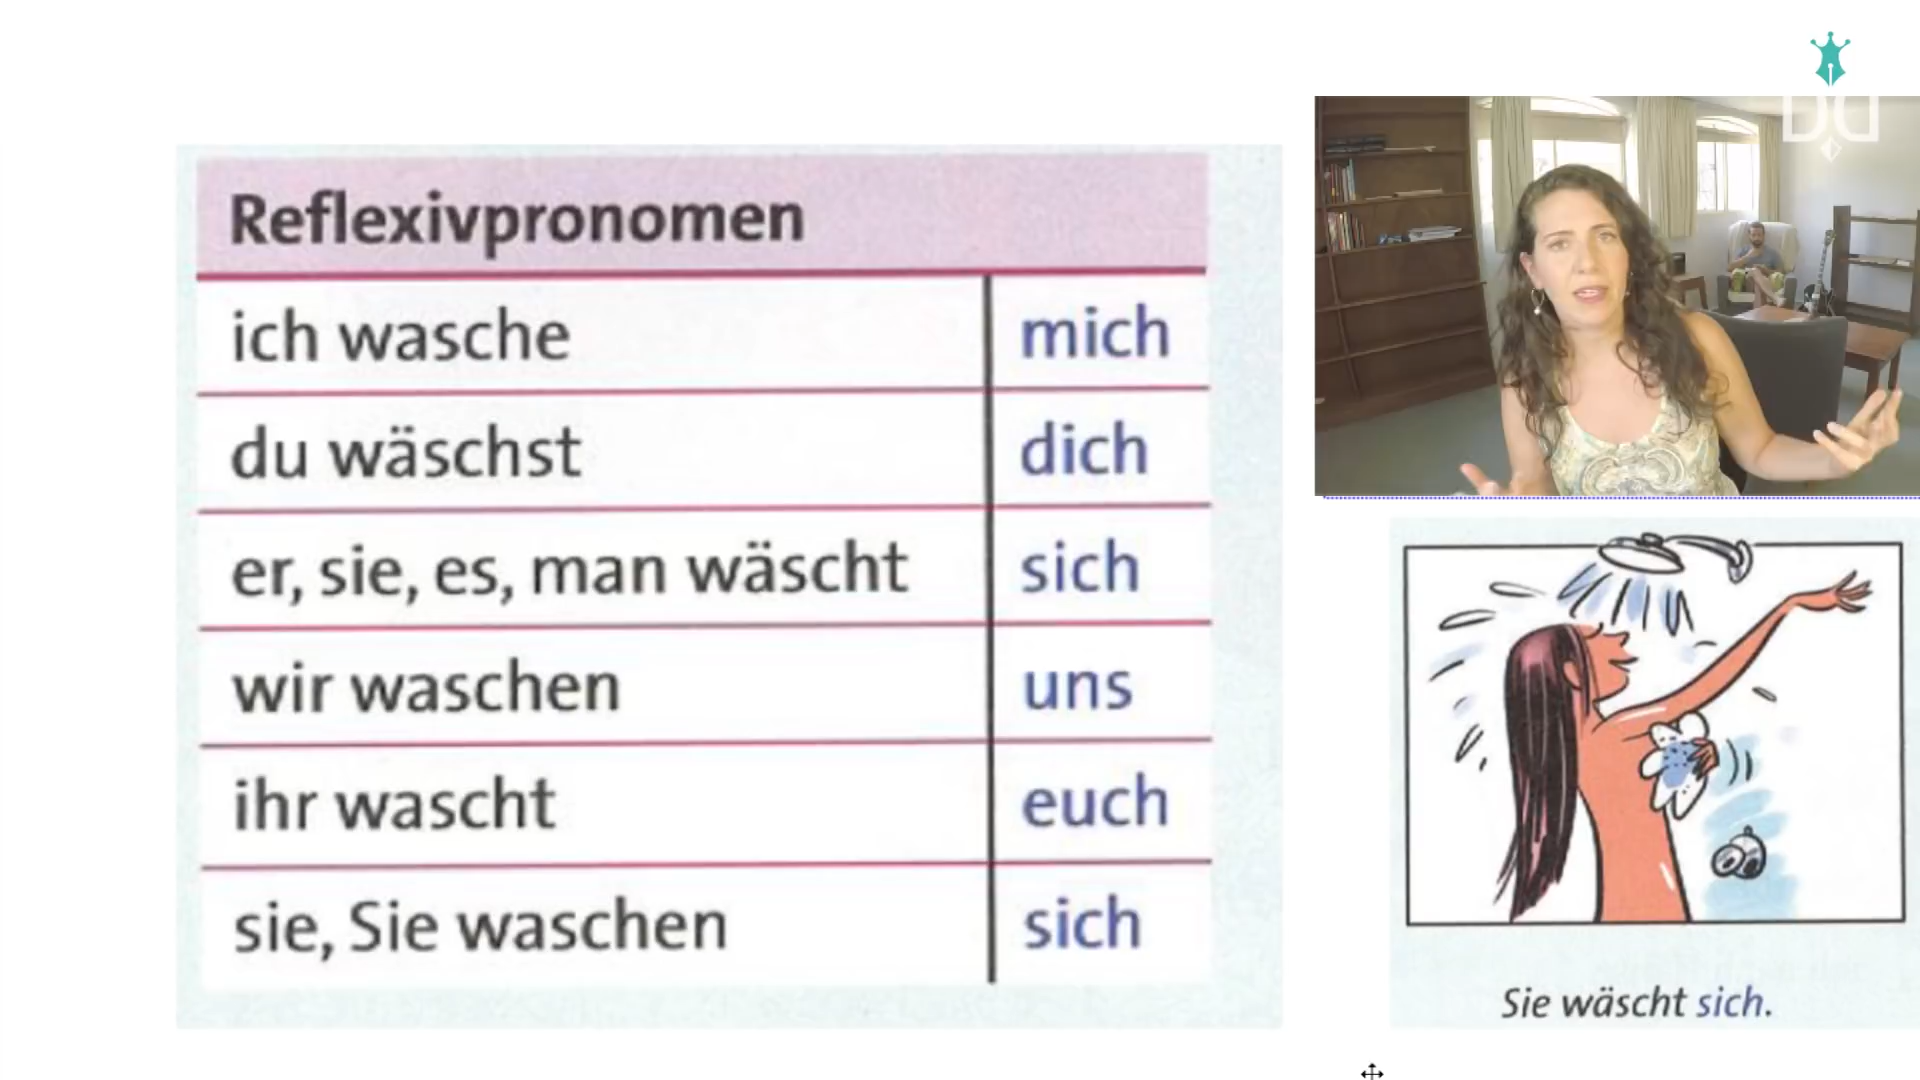 Reflexivpronomen
ich wasche mich
du wäschst dich
er, sie, es, man wäscht sich
wir waschen uns
ihr wascht euch
sie, Sie waschen sich
Sie wäscht sich.